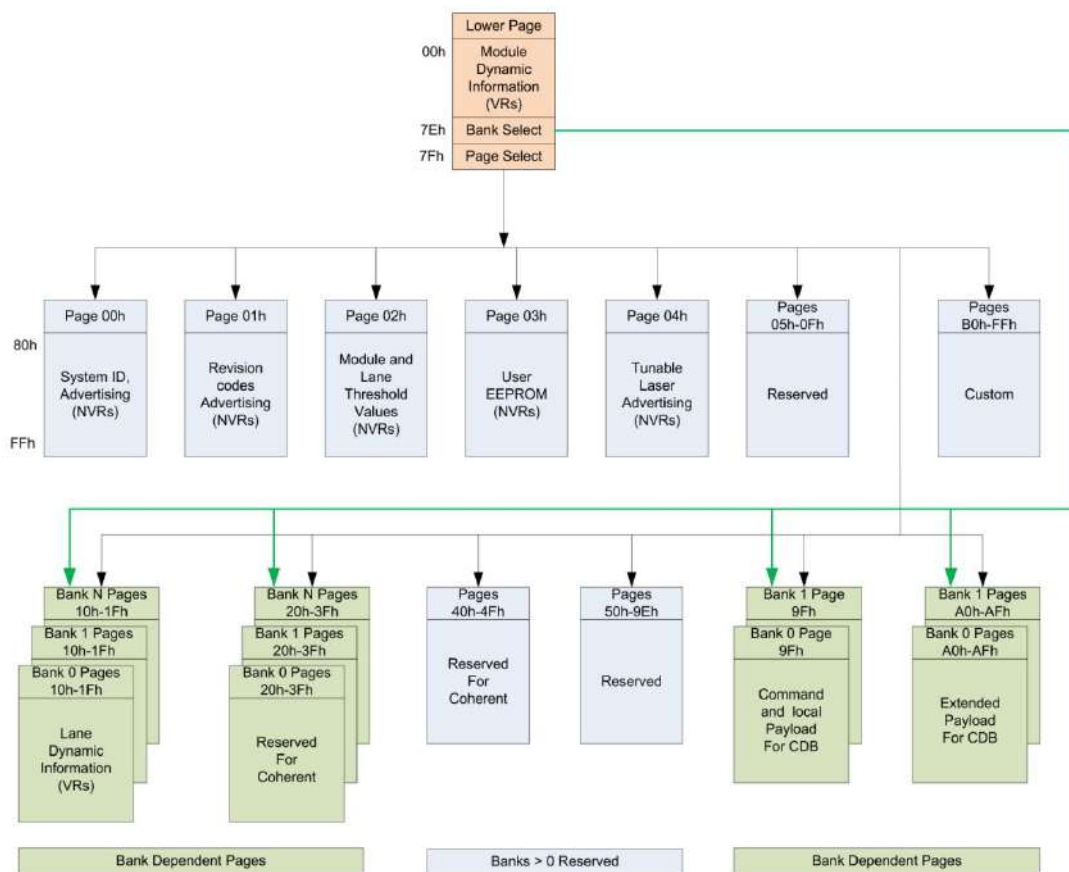 Lower Page
00h
Module
Dynamic
Information
(VRs)
7Eh
Bank Select
7Fh
Page Select
Page 00h
80h
System ID,
Advertising
(NVRs)
FFh
Page 01h
Revision
codes
Advertising
(NVRs)
Page 02h
Module and
Lane
Threshold
Values
(NVRs)
Page 03h
User
EEPROM
(NVRs)
Page 04h
Tunable
Laser
Advertising
(NVRs)
Pages
05h-0Fh
Reserved
Pages
B0h-FFh
Custom
Bank N Pages
10h-1Fh
Bank 1 Pages
10h-1Fh
Bank 0 Pages
10h-1Fh
Lane
Dynamic
Information
(VRs)
Bank N Pages
20h-3Fh
Bank 1 Pages
20h-3Fh
Bank 0 Pages
20h-3Fh
Reserved
For
Coherent
Pages
40h-4Fh
Reserved
For
Coherent
Pages
50h-9Eh
Reserved
Bank 1 Page
9Fh
Bank 0 Page
9Fh
Command
and local
Payload
For CDB
Bank 1 Pages
A0h-AFh
Bank 0 Pages
A0h-AFh
Extended
Payload
For CDB
Bank Dependent Pages
Banks > 0 Reserved
Bank Dependent Pages